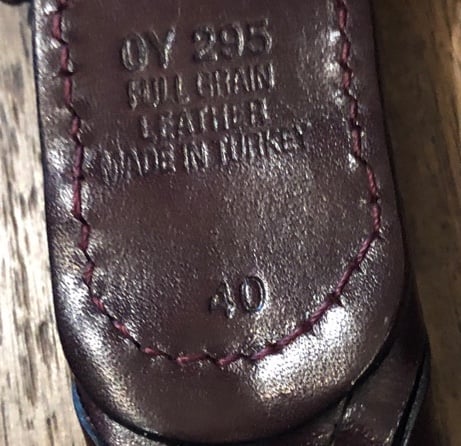 OY 295
FULL GRAIN
LEATHER
MADE IN TURKEY
40